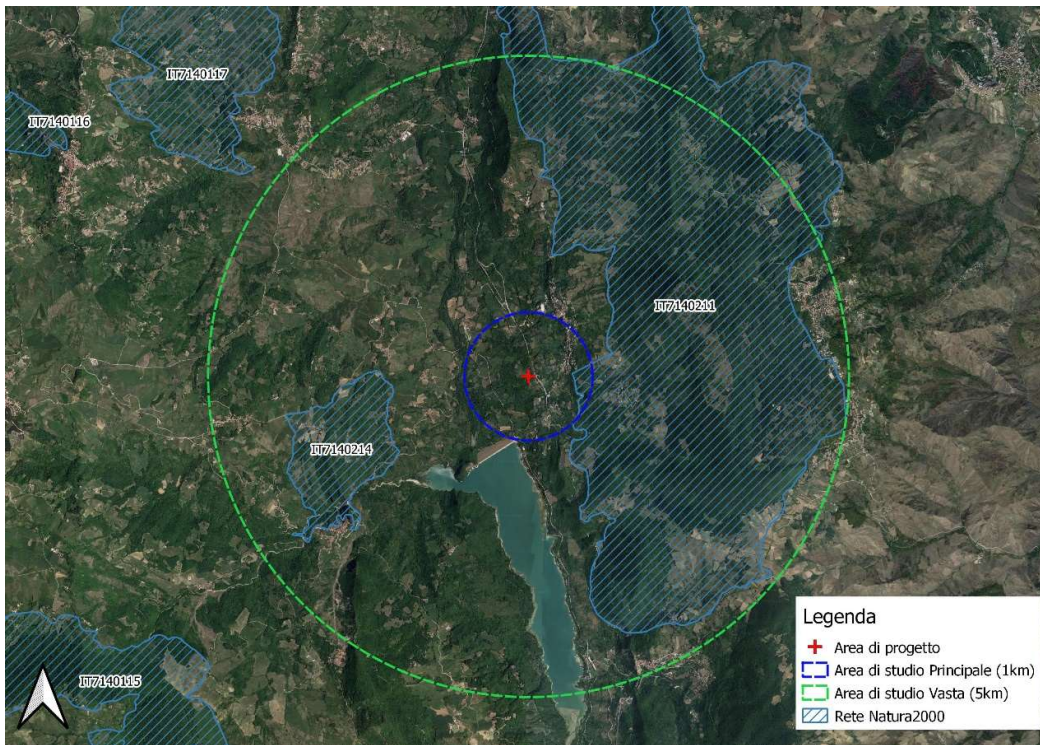 IT7140117
IT7140116
IT7140211
IT7140214
IT7140115
Legenda
Area di progetto
Area di studio Principale (1km)
Area di studio Vasta (5km)
Rete Natura2000